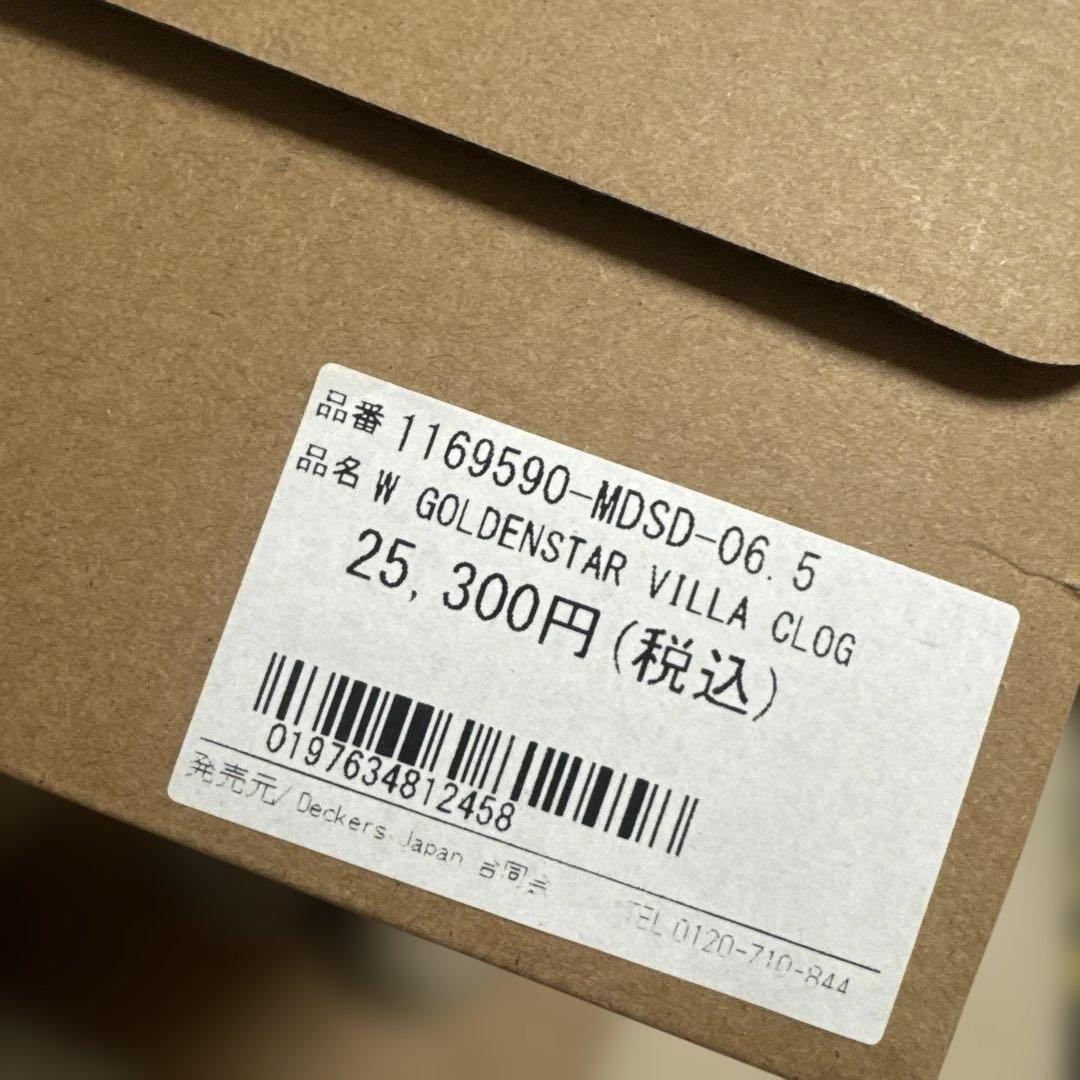 品番 1169590-MDSD-06.5
品名 W GOLDENSTAR VILLA CLOG
25,300円(税込)
0197634812458
発売元/Deckers Japan 合同会
TEL 0120-710-844